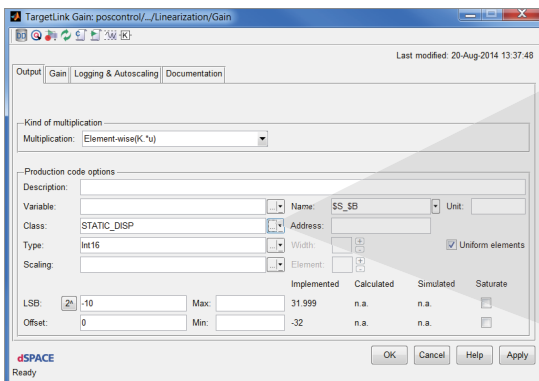 TargetLink Gain: poscontrol/.../Linearization/Gain
Last modified: 20-Aug-2014 13:37:48
Output Gain Logging & Autoscaling Documentation
Kind of multiplication
Multiplication: Element-wise(K.*u)
Production code options
Description:
Variable: ... Name: $S_$B Unit:
Class: STATIC_DISP ... Address:
Type: Int16 ... Width: Uniform elements
Scaling: ... Element:
Implemented Calculated Simulated Saturate
LSB: 2^ -10 Max: 31.999 n.a. n.a.
Offset: 0 Min: -32 n.a. n.a.
dSPACE OK Cancel Help Apply
Ready